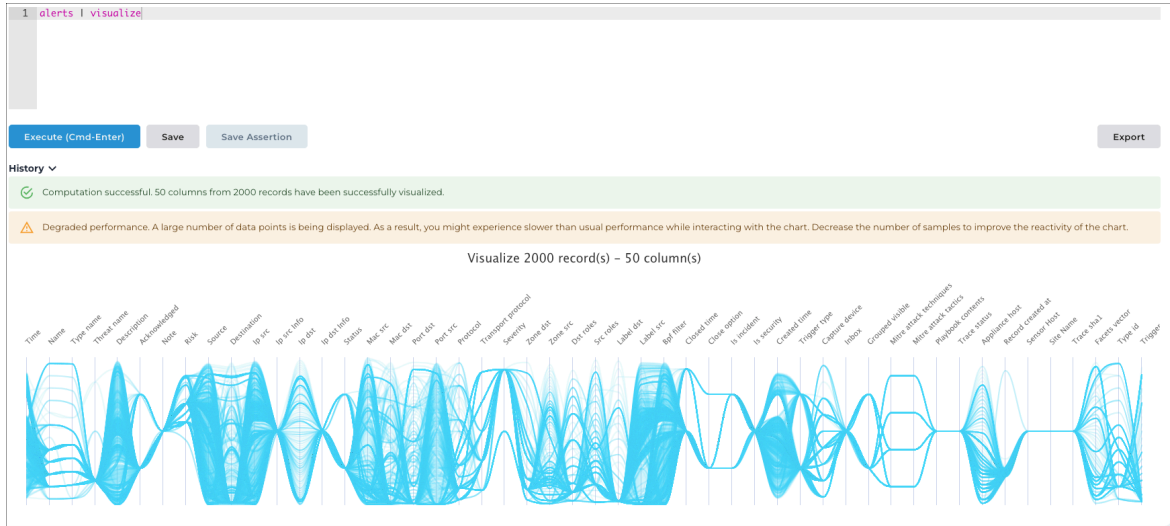 1 alerts | visualize
Execute (Cmd-Enter) Save Save Assertion Export
History
Computation successful. 50 columns from 2000 records have been successfully visualized.
Degraded performance. A large number of data points is being displayed. As a result, you might experience slower than usual performance while interacting with the chart. Decrease the number of samples to improve the reactivity of the chart.
Visualize 2000 record(s) – 50 column(s)
Time
Name
Type name
Threat name
Description
Acknowledged
Note
Risk
Source
Destination
Ip src
Ip src info
Ip dst
Ip dst info
Status
Mac src
Mac dst
Port dst
Port src
Protocol
Transport protocol
Severity
Zone dst
Zone src
Dst roles
Src roles
Label dst
Label src
Bpf filter
Closed time
Close option
Is incident
Is security
Created time
Trigger type
Capture device
Inbox
Grouped visible
Mitre attack techniques
Mitre attack tactics
Playbook contents
Trace status
Appliance host
Record created at
Sensor Host
Site Name
Trace sha1
Facets vector
Type id
Trigger